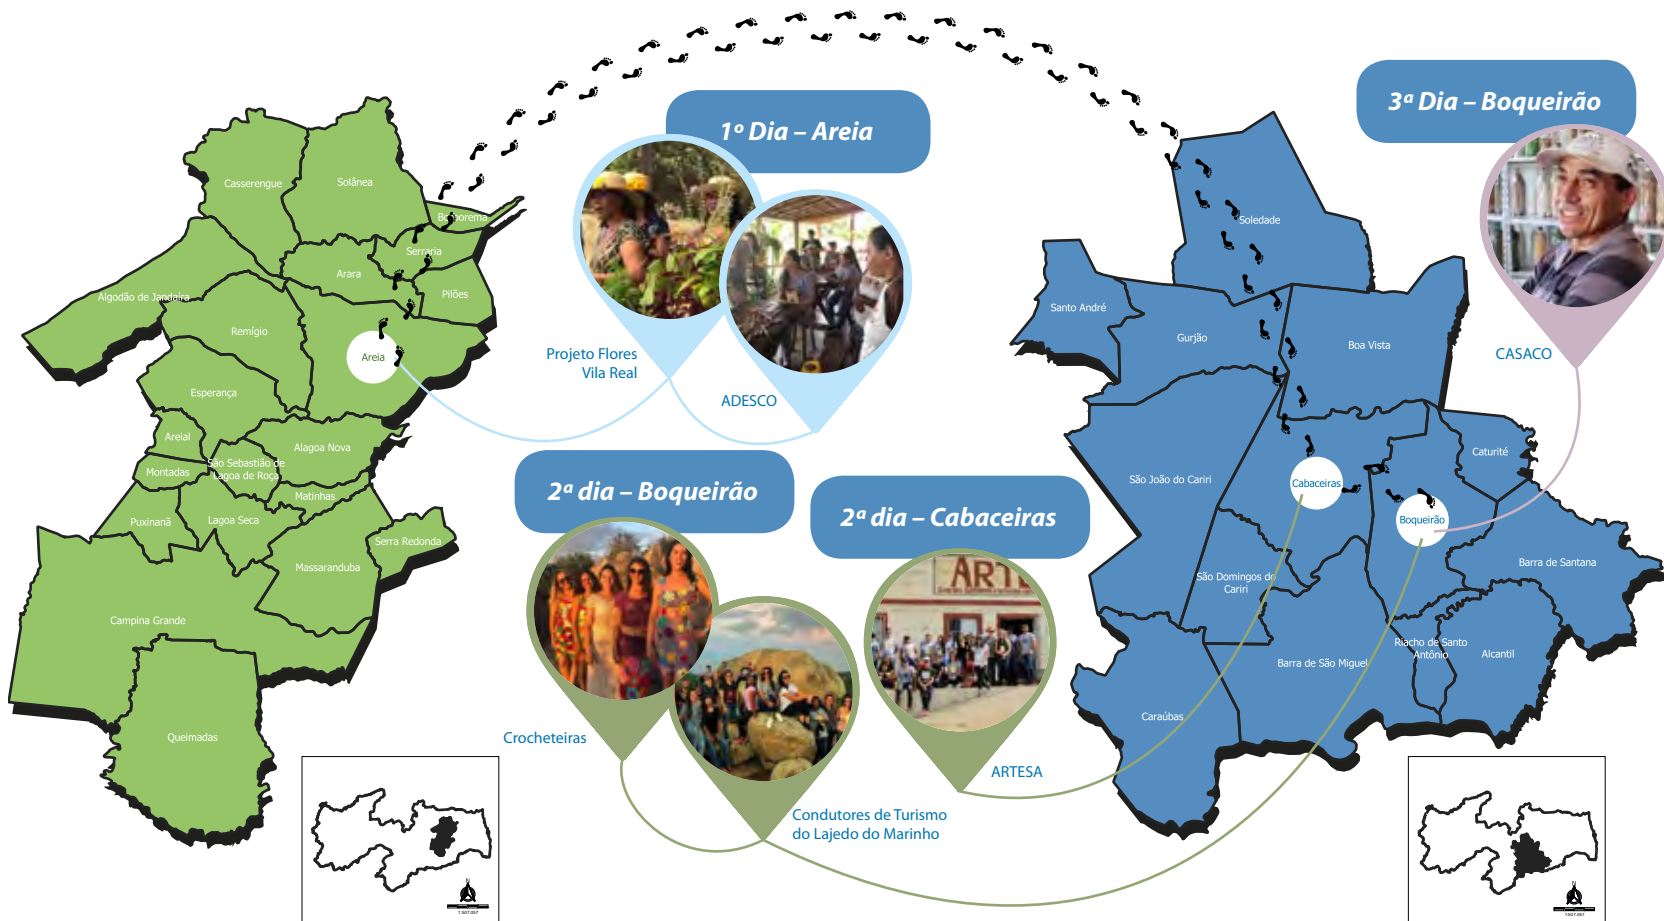 1º Dia – Areia
3ª Dia – Boqueirão
Casserengue
Solânea
Borborema
Serraria
Arara
Pilões
Algodão de Jandaíra
Remígio
Areia
Esperança
Areial
Alagoa Nova
São Sebastião de
Lagoa de Roça
Montadas
Matinhas
Puxinanã
Lagoa Seca
Serra Redonda
Massaranduba
Campina Grande
Queimadas
Projeto Flores
Vila Real
ADESCO
2ª dia – Boqueirão
2ª dia – Cabaceiras
ARTE
Crocheteiras
ARTESA
Condutores de Turismo
do Lajedo do Marinho
CASACO
Soledade
Santo André
Gurjão
Boa Vista
Caturité
São João do Cariri
Cabaceiras
Boqueirão
Barra de Santana
São Domingos do
Cariri
Riacho de Santo
Antônio
Alcantil
Barra de São Miguel
Caraúbas
N
N